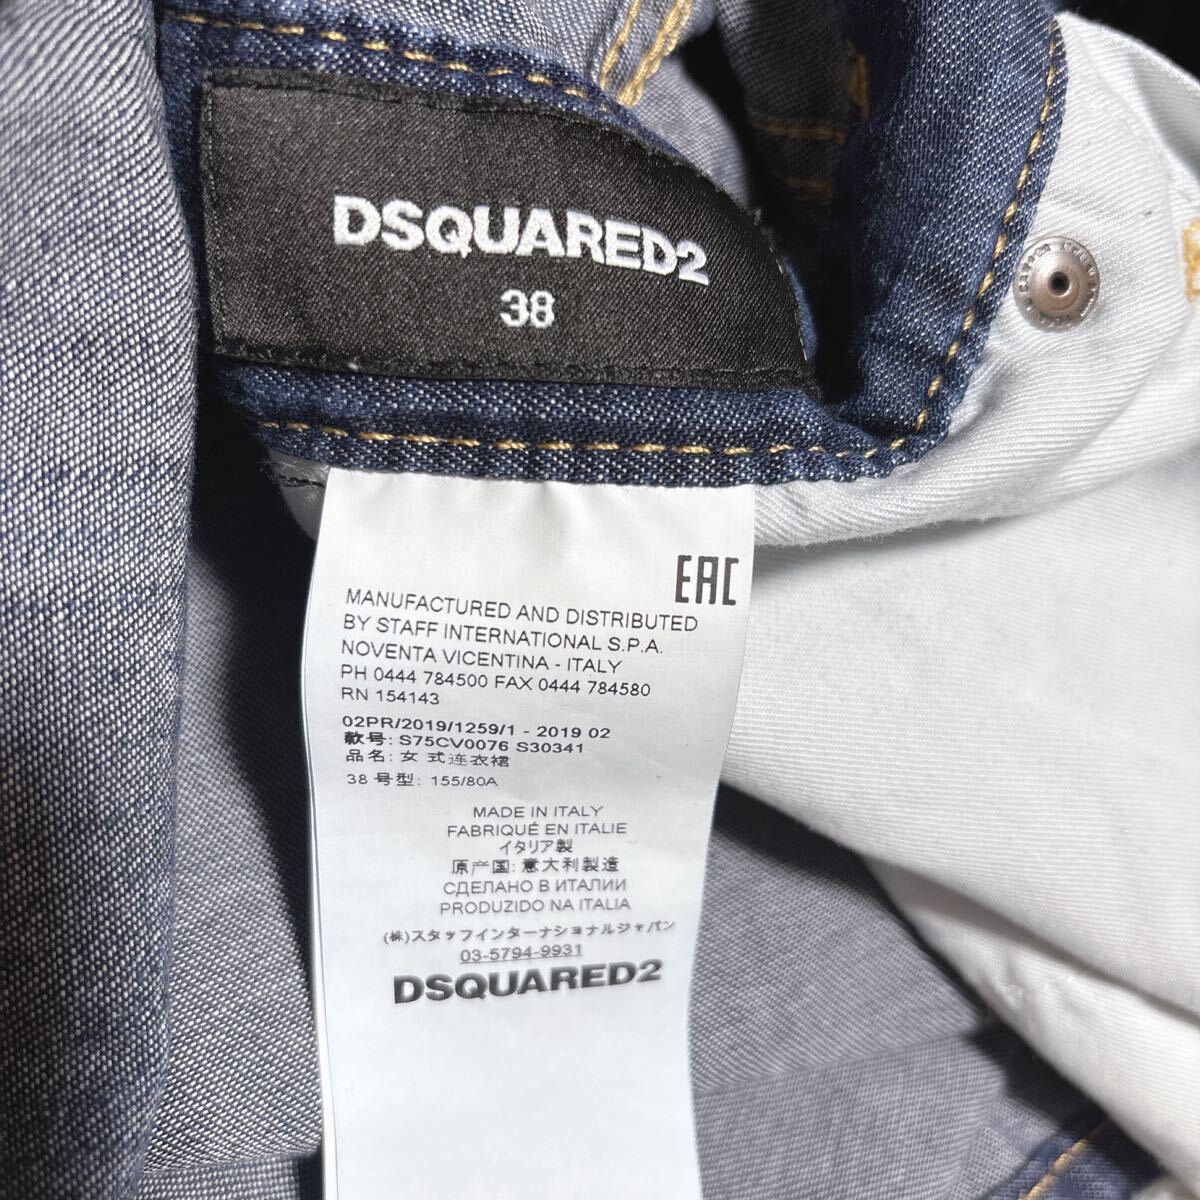 DSQUARED2
38
EAC
MANUFACTURED AND DISTRIBUTED
BY STAFF INTERNATIONAL S.P.A.
NOVENTA VICENTINA - ITALY
PH 0444 784500 FAX 0444 784580
RN 154143
02PR/2019/1259/1 - 2019 02
款号: S75CV0076 S30341
品名: 女 式连衣裙
38 号型: 155/80A
MADE IN ITALY
FABRIQUÉ EN ITALIE
イタリア製
原产国: 意大利製造
СДЕЛАНО В ИТАЛИИ
PRODUZIDO NA ITALIA
(株)スタッフインターナショナルジャパン
03-5794-9931
DSQUARED2